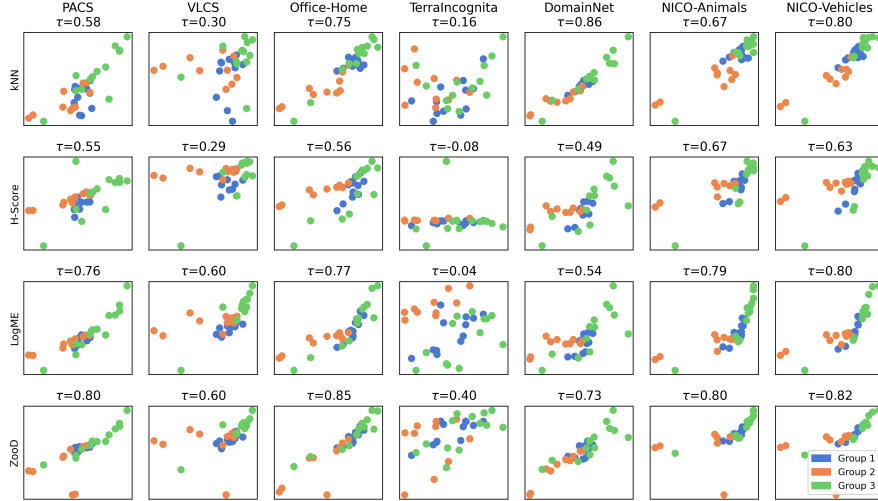 PACS VLCS Office-Home TerraIncognita DomainNet NICO-Animals NICO-Vehicles
τ=0.58 τ=0.30 τ=0.75 τ=0.16 τ=0.86 τ=0.67 τ=0.80
kNN
τ=0.55 τ=0.29 τ=0.56 τ=-0.08 τ=0.49 τ=0.67 τ=0.63
H-Score
τ=0.76 τ=0.60 τ=0.77 τ=0.04 τ=0.54 τ=0.79 τ=0.80
LogME
τ=0.80 τ=0.60 τ=0.85 τ=0.40 τ=0.73 τ=0.80 τ=0.82
ZooD
Group 1
Group 2
Group 3